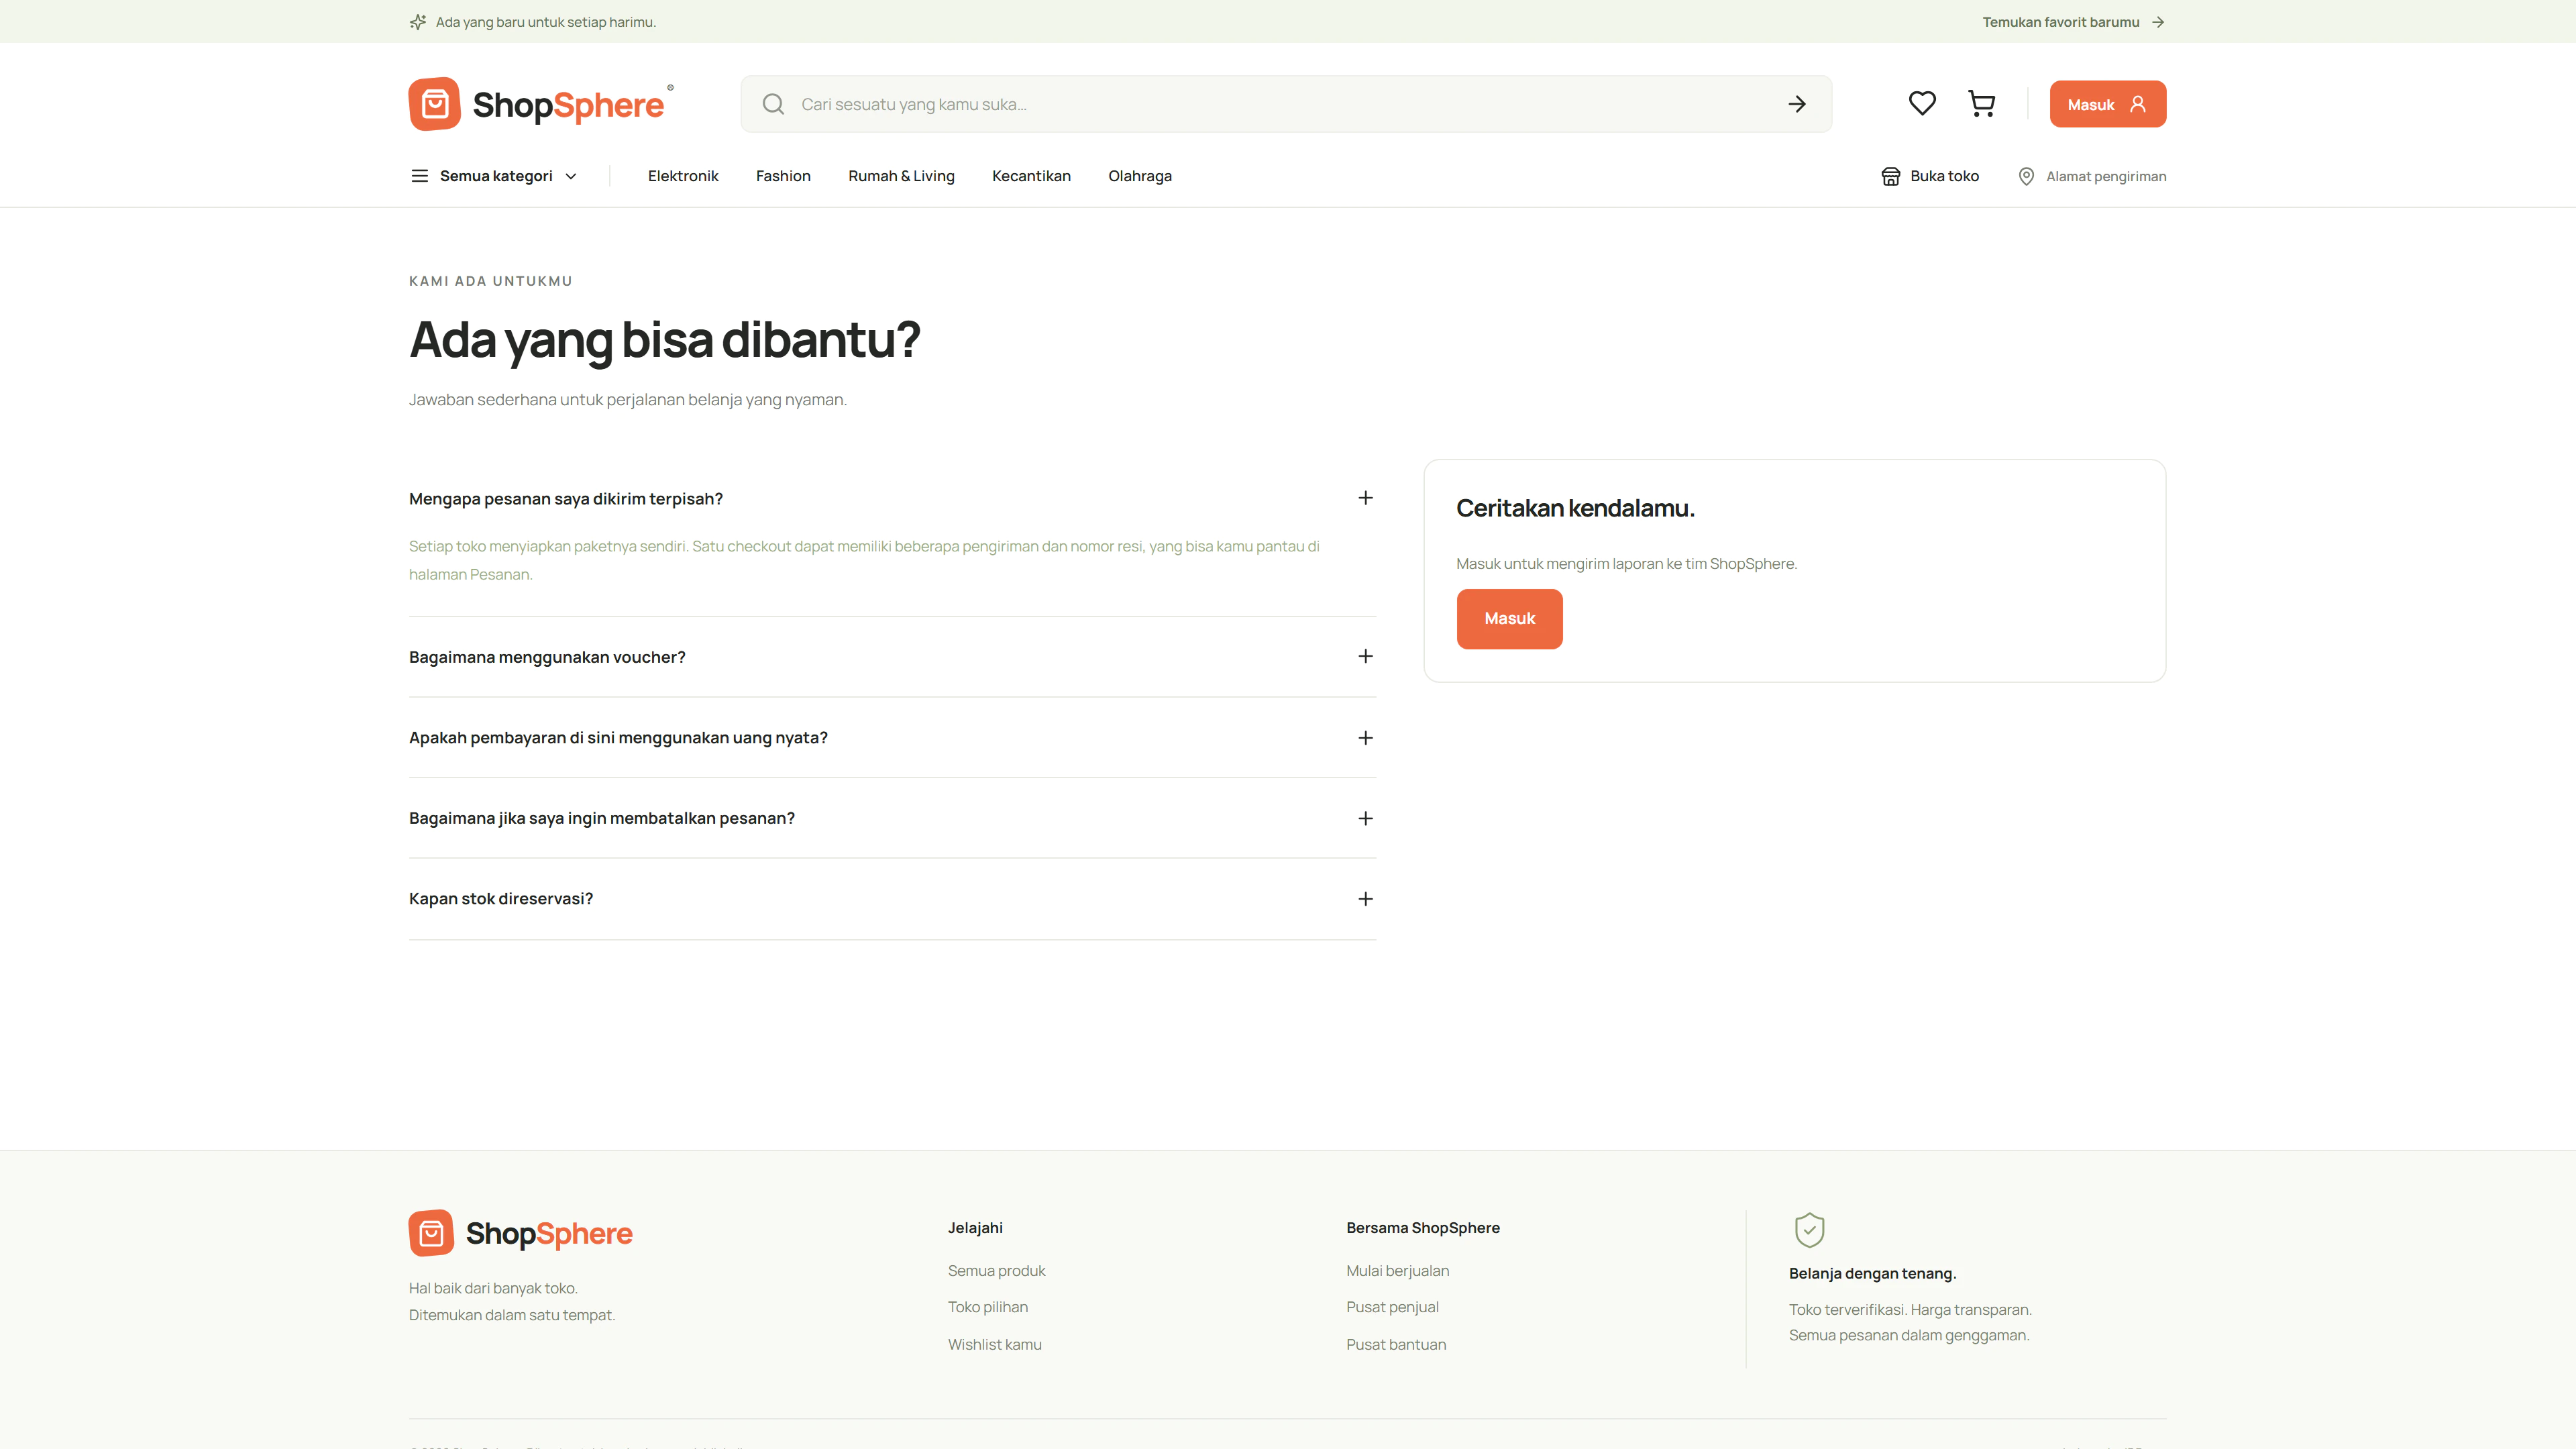 Ada yang baru untuk setiap harimu.
Temukan favorit barumu
ShopSphere
Cari sesuatu yang kamu suka...
Masuk
Semua kategori
Elektronik
Fashion
Rumah & Living
Kecantikan
Olahraga
Buka toko
Alamat pengiriman
KAMI ADA UNTUKMU
Ada yang bisa dibantu?
Jawaban sederhana untuk perjalanan belanja yang nyaman.
Mengapa pesanan saya dikirim terpisah?
Setiap toko menyiapkan paketnya sendiri. Satu checkout dapat memiliki beberapa pengiriman dan nomor resi, yang bisa kamu pantau di
halaman Pesanan.
Bagaimana menggunakan voucher?
Apakah pembayaran di sini menggunakan uang nyata?
Bagaimana jika saya ingin membatalkan pesanan?
Kapan stok direservasi?
Ceritakan kendalamu.
Masuk untuk mengirim laporan ke tim ShopSphere.
Masuk
ShopSphere
Hal baik dari banyak toko.
Ditemukan dalam satu tempat.
Jelajahi
Semua produk
Toko pilihan
Wishlist kamu
Bersama ShopSphere
Mulai berjualan
Pusat penjual
Pusat bantuan
Belanja dengan tenang.
Toko terverifikasi. Harga transparan.
Semua pesanan dalam genggaman.